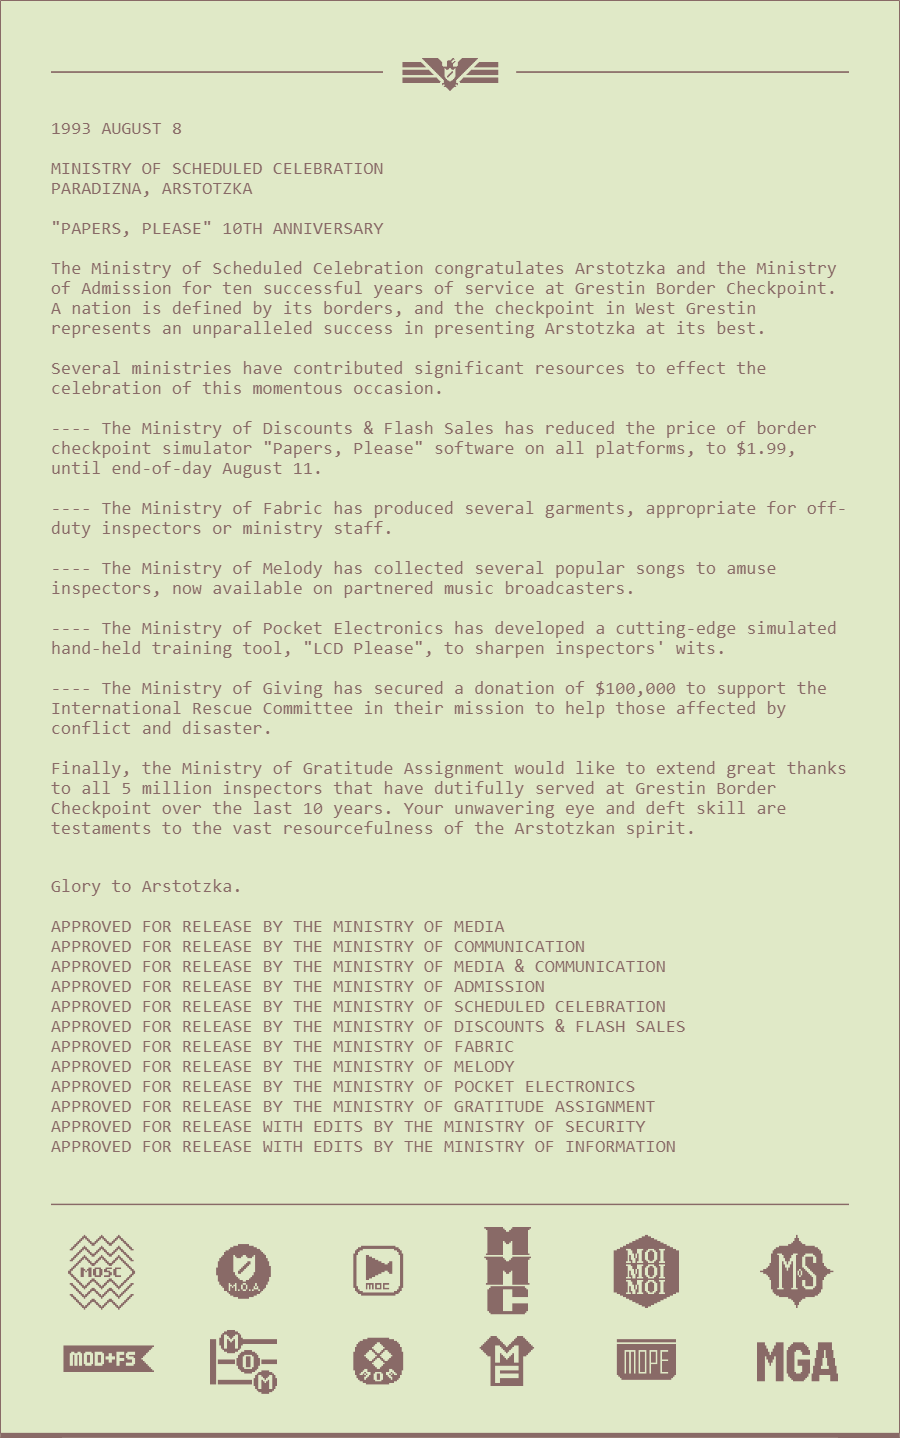 1993 AUGUST 8
MINISTRY OF SCHEDULED CELEBRATION
PARADIZNA, ARSTOTZKA
"PAPERS, PLEASE" 10TH ANNIVERSARY
The Ministry of Scheduled Celebration congratulates Arstotzka and the Ministry
of Admission for ten successful years of service at Grestin Border Checkpoint.
A nation is defined by its borders, and the checkpoint in West Grestin
represents an unparalleled success in presenting Arstotzka at its best.
Several ministries have contributed significant resources to effect the
celebration of this momentous occasion.
---- The Ministry of Discounts & Flash Sales has reduced the price of border
checkpoint simulator "Papers, Please" software on all platforms, to $1.99,
until end-of-day August 11.
---- The Ministry of Fabric has produced several garments, appropriate for off-
duty inspectors or ministry staff.
---- The Ministry of Melody has collected several popular songs to amuse
inspectors, now available on partnered music broadcasters.
---- The Ministry of Pocket Electronics has developed a cutting-edge simulated
hand-held training tool, "LCD Please", to sharpen inspectors' wits.
---- The Ministry of Giving has secured a donation of $100,000 to support the
International Rescue Committee in their mission to help those affected by
conflict and disaster.
Finally, the Ministry of Gratitude Assignment would like to extend great thanks
to all 5 million inspectors that have dutifully served at Grestin Border
Checkpoint over the last 10 years. Your unwavering eye and deft skill are
testaments to the vast resourcefulness of the Arstotzkan spirit.
Glory to Arstotzka.
APPROVED FOR RELEASE BY THE MINISTRY OF MEDIA
APPROVED FOR RELEASE BY THE MINISTRY OF COMMUNICATION
APPROVED FOR RELEASE BY THE MINISTRY OF MEDIA & COMMUNICATION
APPROVED FOR RELEASE BY THE MINISTRY OF ADMISSION
APPROVED FOR RELEASE BY THE MINISTRY OF SCHEDULED CELEBRATION
APPROVED FOR RELEASE BY THE MINISTRY OF DISCOUNTS & FLASH SALES
APPROVED FOR RELEASE BY THE MINISTRY OF FABRIC
APPROVED FOR RELEASE BY THE MINISTRY OF MELODY
APPROVED FOR RELEASE BY THE MINISTRY OF POCKET ELECTRONICS
APPROVED FOR RELEASE BY THE MINISTRY OF GRATITUDE ASSIGNMENT
APPROVED FOR RELEASE WITH EDITS BY THE MINISTRY OF SECURITY
APPROVED FOR RELEASE WITH EDITS BY THE MINISTRY OF INFORMATION
MOSC
M.O.A
MOC
M
M
C
MOI
MOI
MOI
MoS
MOD+FS
M
O
M
MOM
M
F
MOPE
MGA